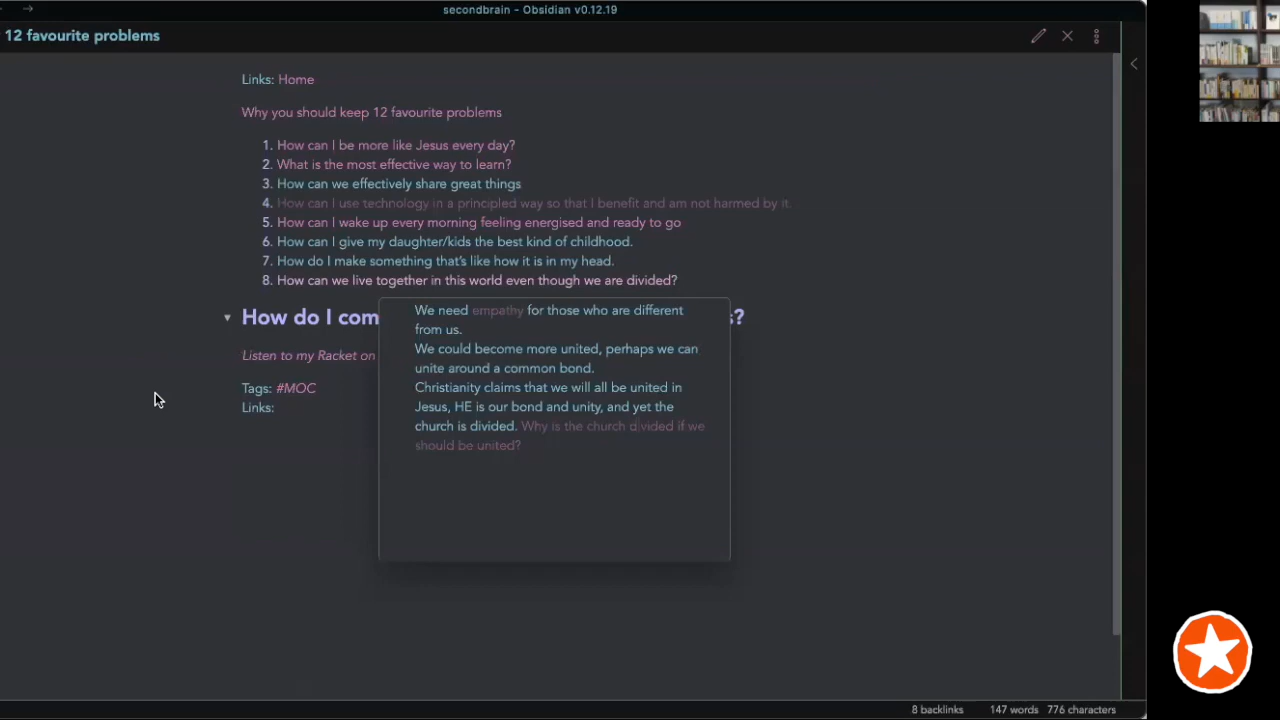 secondbrain - Obsidian v0.12.19
12 favourite problems
Links: Home
Why you should keep 12 favourite problems
1. How can I be more like Jesus every day?
2. What is the most effective way to learn?
3. How can we effectively share great things
4. How can I use technology in a principled way so that I benefit and am not harmed by it.
5. How can I wake up every morning feeling energised and ready to go
6. How can I give my daughter/kids the best kind of childhood.
7. How do I make something that's like how it is in my head.
8. How can we live together in this world even though we are divided?
How do I com s?
Listen to my Racket on
Tags: #MOC
Links:
We need empathy for those who are different
from us.
We could become more united, perhaps we can
unite around a common bond.
Christianity claims that we will all be united in
Jesus, HE is our bond and unity, and yet the
church is divided. Why is the church divided if we
should be united?
8 backlinks 147 words 776 characters